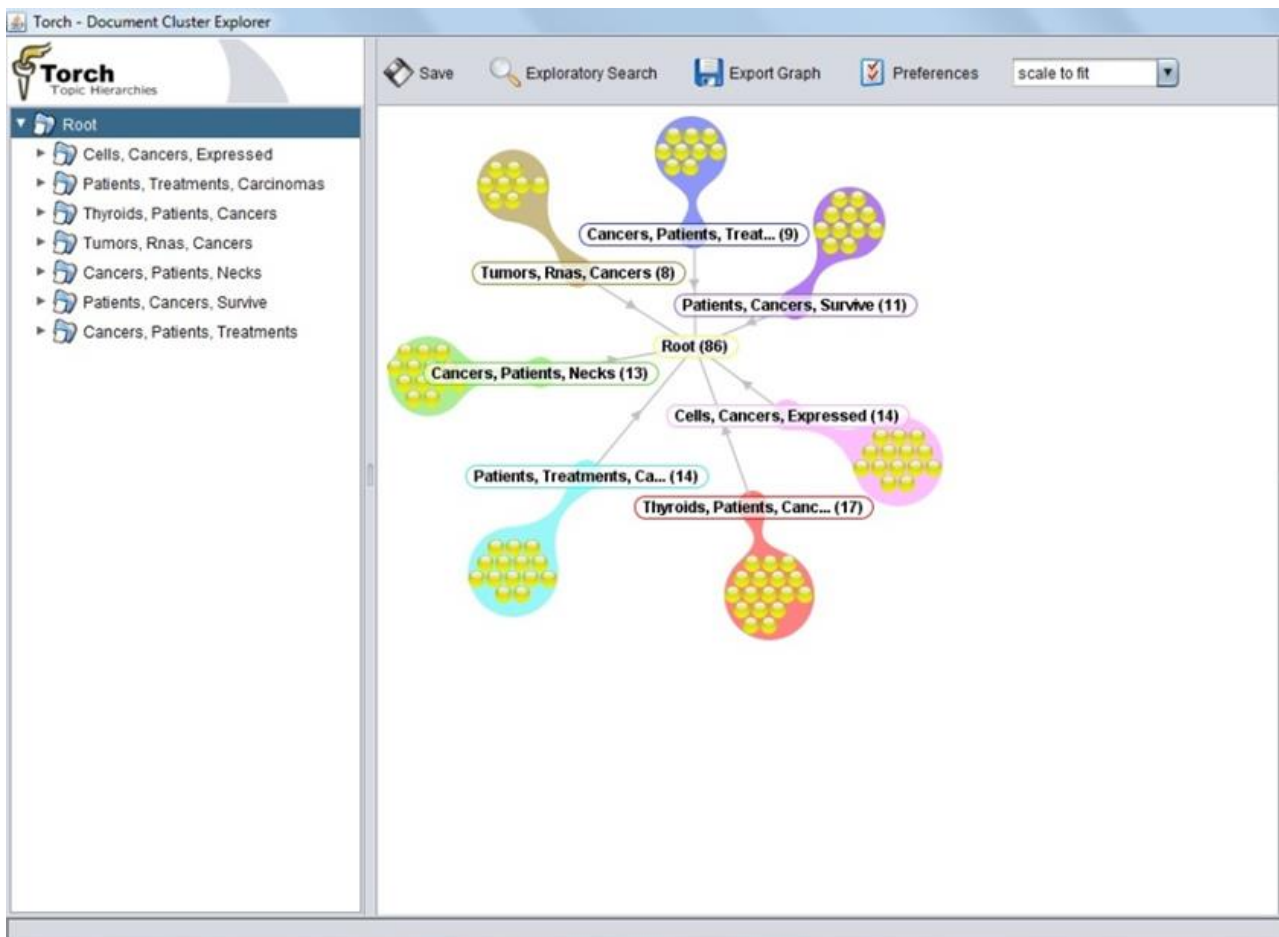 Torch - Document Cluster Explorer
Torch
Topic Hierarchies
Save Exploratory Search Export Graph Preferences scale to fit
Root
Cells, Cancers, Expressed
Patients, Treatments, Carcinomas
Thyroids, Patients, Cancers
Tumors, Rnas, Cancers
Cancers, Patients, Necks
Patients, Cancers, Survive
Cancers, Patients, Treatments
Cancers, Patients, Treat... (9)
Tumors, Rnas, Cancers (8)
Patients, Cancers, Survive (11)
Root (86)
Cancers, Patients, Necks (13)
Cells, Cancers, Expressed (14)
Patients, Treatments, Ca... (14)
Thyroids, Patients, Canc... (17)